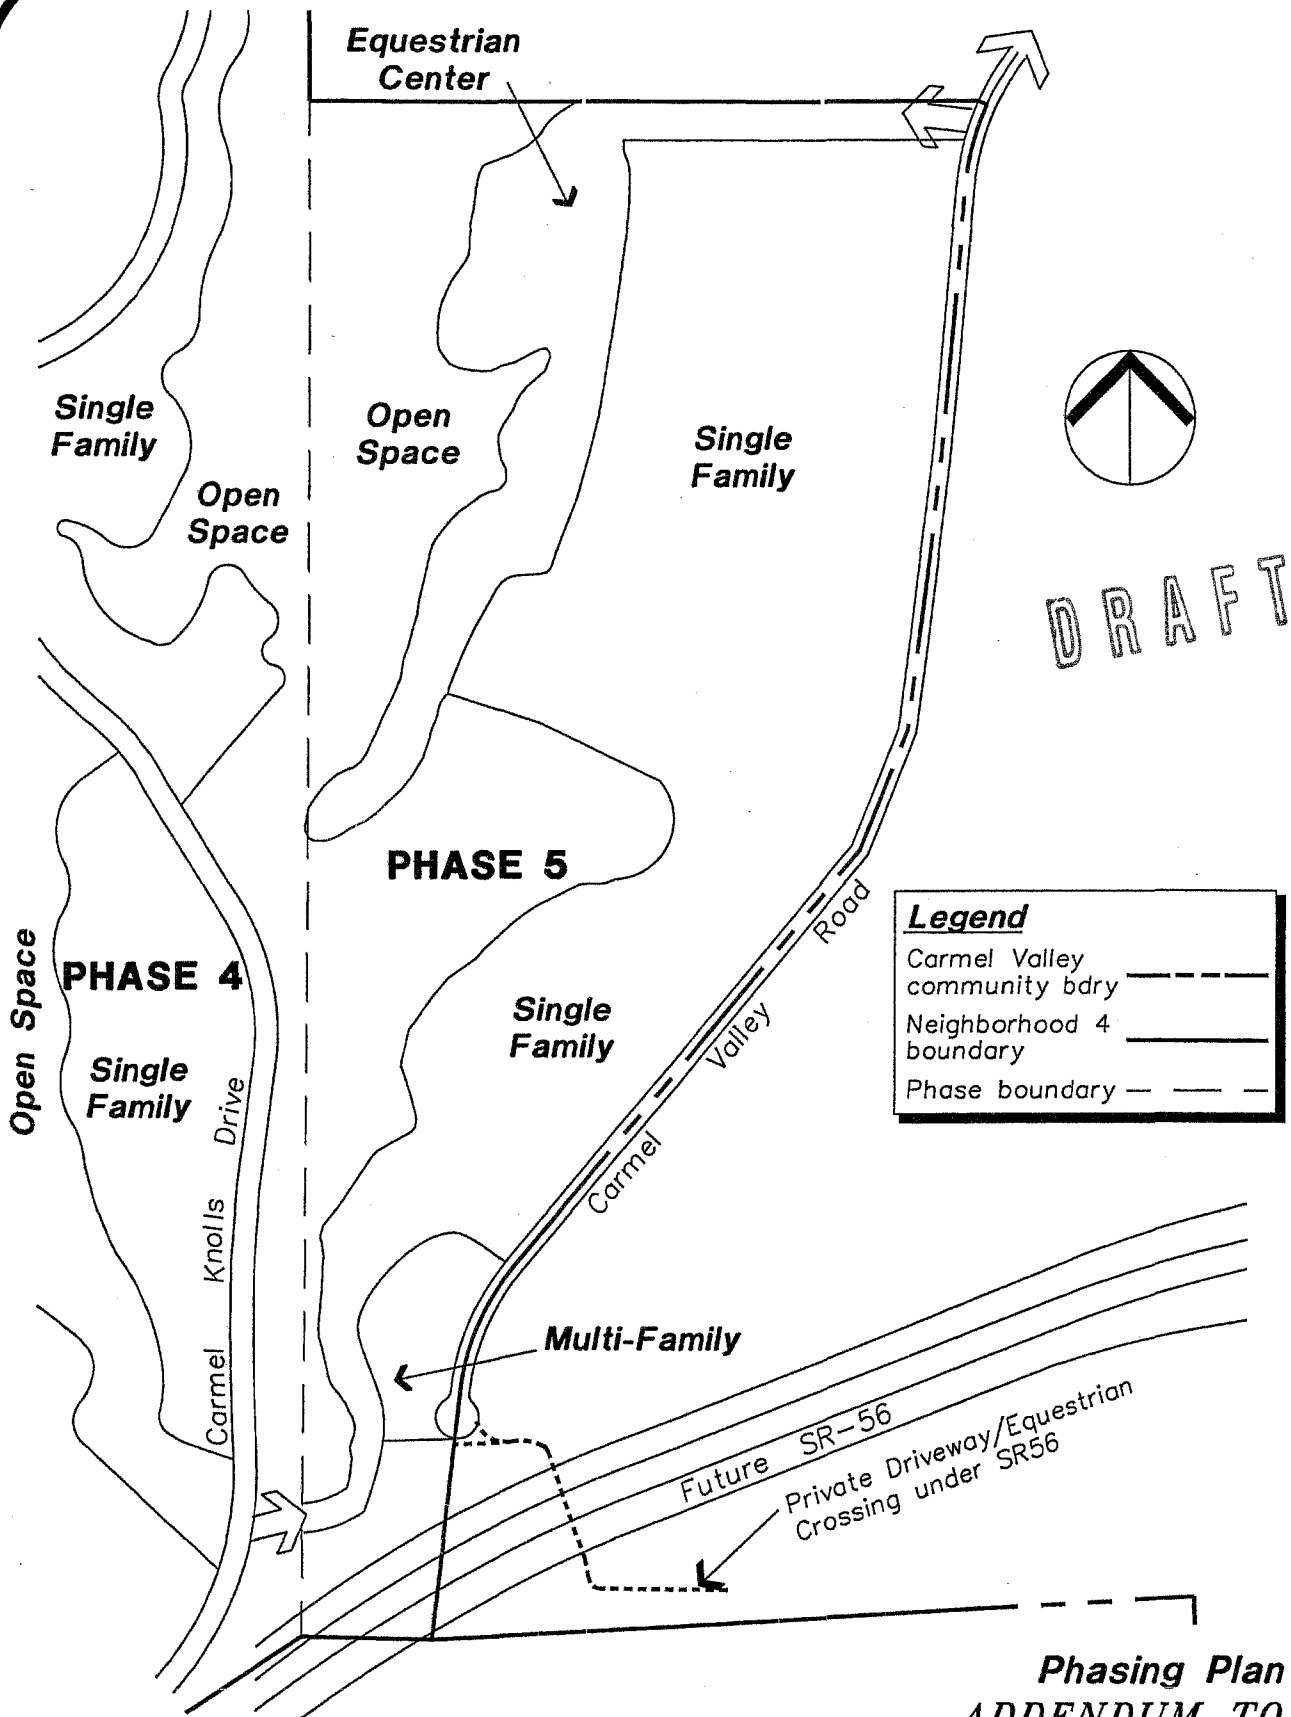 Equestrian
Center
Single
Family
Open
Space
Open
Space
Single
Family
DRAFT
PHASE 5
Open Space
PHASE 4
Single
Family
Single
Family
Carmel Knolls Drive
Carmel Valley Road
Legend
Carmel Valley
community bdry
Neighborhood 4
boundary
Phase boundary
Multi-Family
Future SR-56
Private Driveway/Equestrian
Crossing under SR56
Phasing Plan
ADDENDUM TO